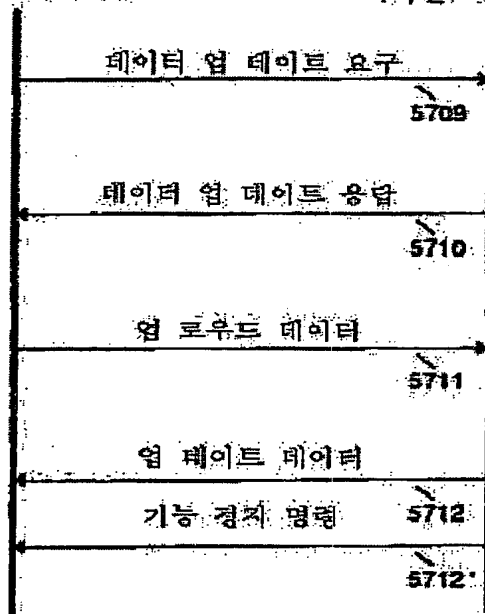 데이터 업 데이트 요구
5709
데이터 업 데이트 응답
5710
업 로우드 데이터
5711
업 데이트 데이터
5712
기능 정지 명령
5712'